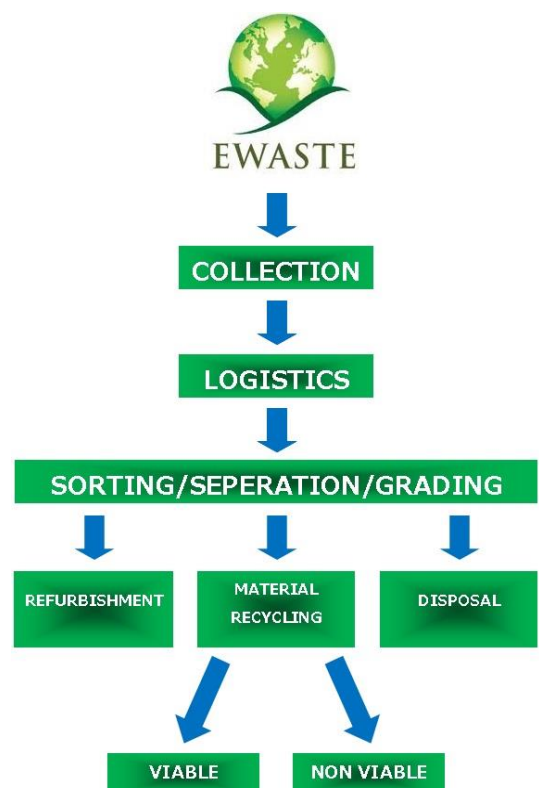 EWASTE
COLLECTION
LOGISTICS
SORTING/SEPERATION/GRADING
REFURBISHMENT
MATERIAL
RECYCLING
DISPOSAL
VIABLE
NON VIABLE